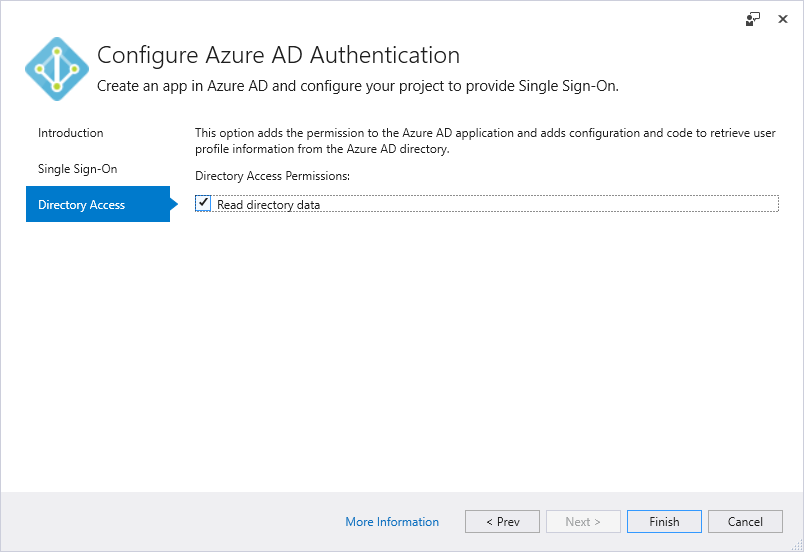 Configure Azure AD Authentication
Create an app in Azure AD and configure your project to provide Single Sign-On.
Introduction
Single Sign-On
Directory Access
This option adds the permission to the Azure AD application and adds configuration and code to retrieve user
profile information from the Azure AD directory.
Directory Access Permissions:
Read directory data
More Information
< Prev
Next >
Finish
Cancel